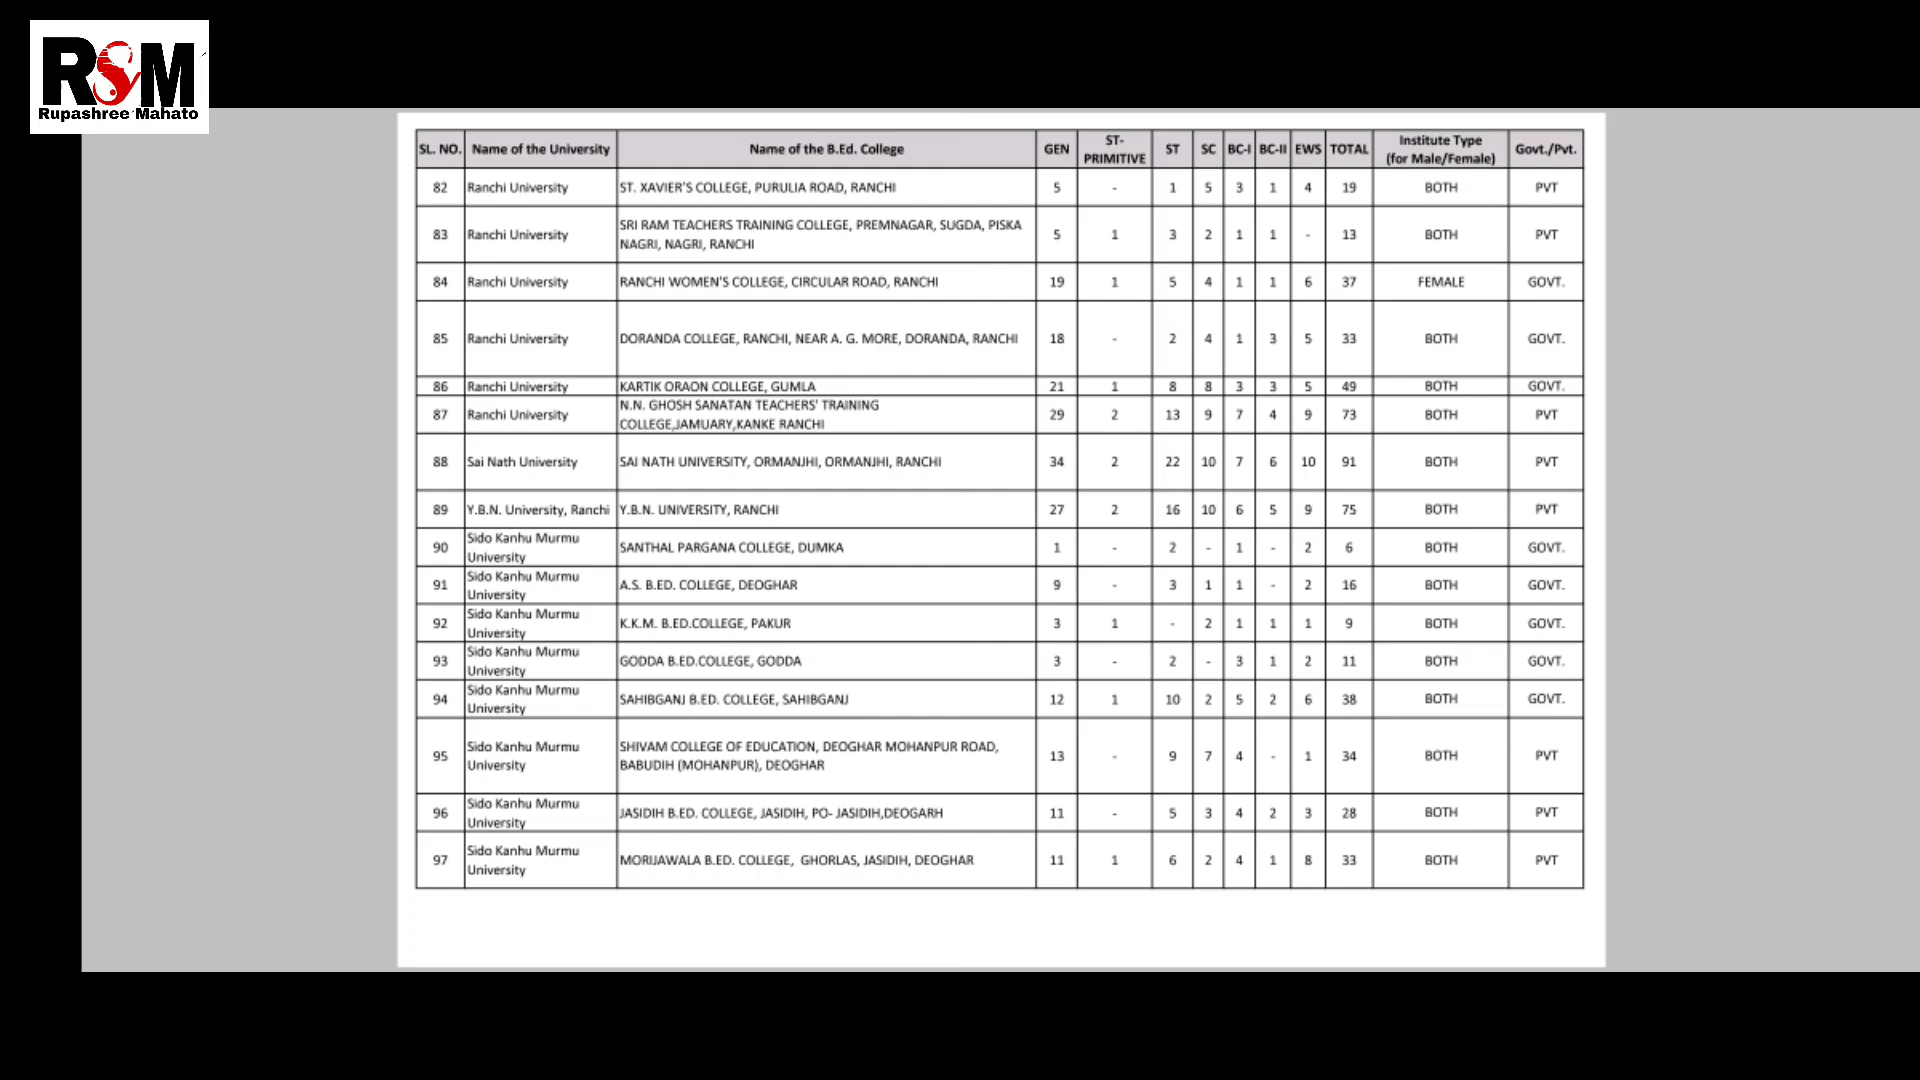 RSM
Rupashree Mahato
SL. NO. Name of the University Name of the B.Ed. College GEN ST-PRIMITIVE ST SC BC-I BC-II EWS TOTAL Institute Type (for Male/Female) Govt./Pvt.
82 Ranchi University ST. XAVIER'S COLLEGE, PURULIA ROAD, RANCHI 5 - 1 5 3 1 4 19 BOTH PVT
83 Ranchi University SRI RAM TEACHERS TRAINING COLLEGE, PREMNAGAR, SUGDA, PISKA NAGRI, NAGRI, RANCHI 5 1 3 2 1 1 - 13 BOTH PVT
84 Ranchi University RANCHI WOMEN'S COLLEGE, CIRCULAR ROAD, RANCHI 19 1 5 4 1 1 6 37 FEMALE GOVT.
85 Ranchi University DORANDA COLLEGE, RANCHI, NEAR A. G. MORE, DORANDA, RANCHI 18 - 2 4 1 3 5 33 BOTH GOVT.
86 Ranchi University KARTIK ORAON COLLEGE, GUMLA 21 1 8 8 3 3 5 49 BOTH GOVT.
87 Ranchi University N.N. GHOSH SANATAN TEACHERS' TRAINING COLLEGE,JAMUARY,KANKE RANCHI 29 2 13 9 7 4 9 73 BOTH PVT
88 Sai Nath University SAI NATH UNIVERSITY, ORMANJHI, ORMANJHI, RANCHI 34 2 22 10 7 6 10 91 BOTH PVT
89 Y.B.N. University, Ranchi Y.B.N. UNIVERSITY, RANCHI 27 2 16 10 6 5 9 75 BOTH PVT
90 Sido Kanhu Murmu University SANTHAL PARGANA COLLEGE, DUMKA 1 - 2 - 1 - 2 6 BOTH GOVT.
91 Sido Kanhu Murmu University A.S. B.ED. COLLEGE, DEOGHAR 9 - 3 1 1 - 2 16 BOTH GOVT.
92 Sido Kanhu Murmu University K.K.M. B.ED.COLLEGE, PAKUR 3 1 - 2 1 1 1 9 BOTH GOVT.
93 Sido Kanhu Murmu University GODDA B.ED.COLLEGE, GODDA 3 - 2 - 3 1 2 11 BOTH GOVT.
94 Sido Kanhu Murmu University SAHIBGANJ B.ED. COLLEGE, SAHIBGANJ 12 1 10 2 5 2 6 38 BOTH GOVT.
95 Sido Kanhu Murmu University SHIVAM COLLEGE OF EDUCATION, DEOGHAR MOHANPUR ROAD, BABUDIH (MOHANPUR), DEOGHAR 13 - 9 7 4 - 1 34 BOTH PVT
96 Sido Kanhu Murmu University JASIDIH B.ED. COLLEGE, JASIDIH, PO- JASIDIH,DEOGARH 11 - 5 3 4 2 3 28 BOTH PVT
97 Sido Kanhu Murmu University MORIJAWALA B.ED. COLLEGE, GHORLAS, JASIDIH, DEOGHAR 11 1 6 2 4 1 8 33 BOTH PVT